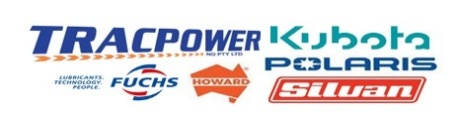 TRACPOWER
NQ PTY LTD
Kubota
POLARIS
LUBRICANTS.
TECHNOLOGY.
PEOPLE.
FUCHS
HOWARD
Silvan